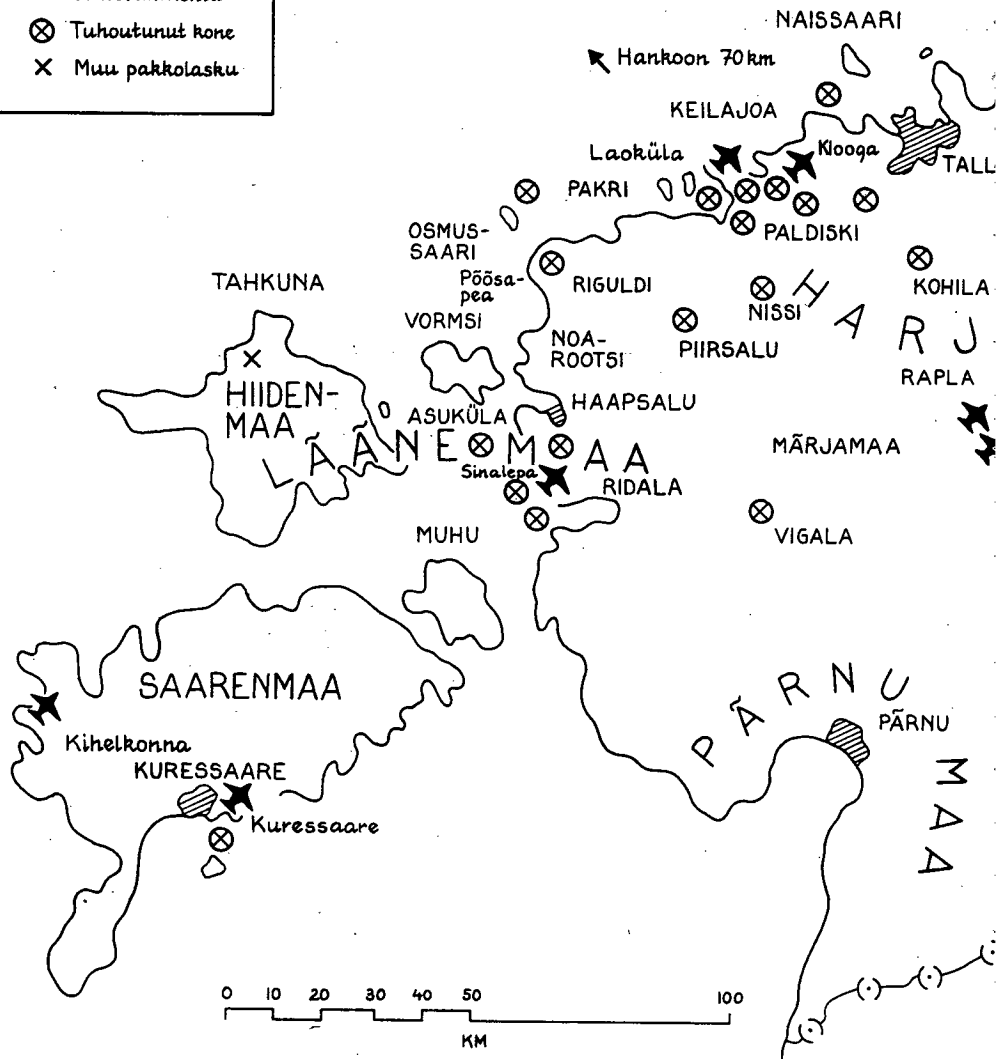 Tuhoutunut kone
Muu pakkolasku
NAISSAARI
Hankoon 70 km
KEILAJOA
Laoküla
Klooga
TALL
PAKRI
OSMUS-
SAARI
PALDISKI
Põõsa-
pea
RIGULDI
KOHILA
TAHKUNA
NISSI
HARJ
VORMSI
PIIRSALU
NOA-
ROOTSI
RAPLA
HIIDEN-
MAA
ASUKÜLA
HAAPSALU
LÄÄNEMAA
MÄRJAMAA
Sinalepa
RIDALA
MUHU
VIGALA
SAARENMAA
PÄRNU
MAA
PÄRNU
Kihelkonna
KURESSAARE
Kuressaare
0 10 20 30 40 50 100
KM